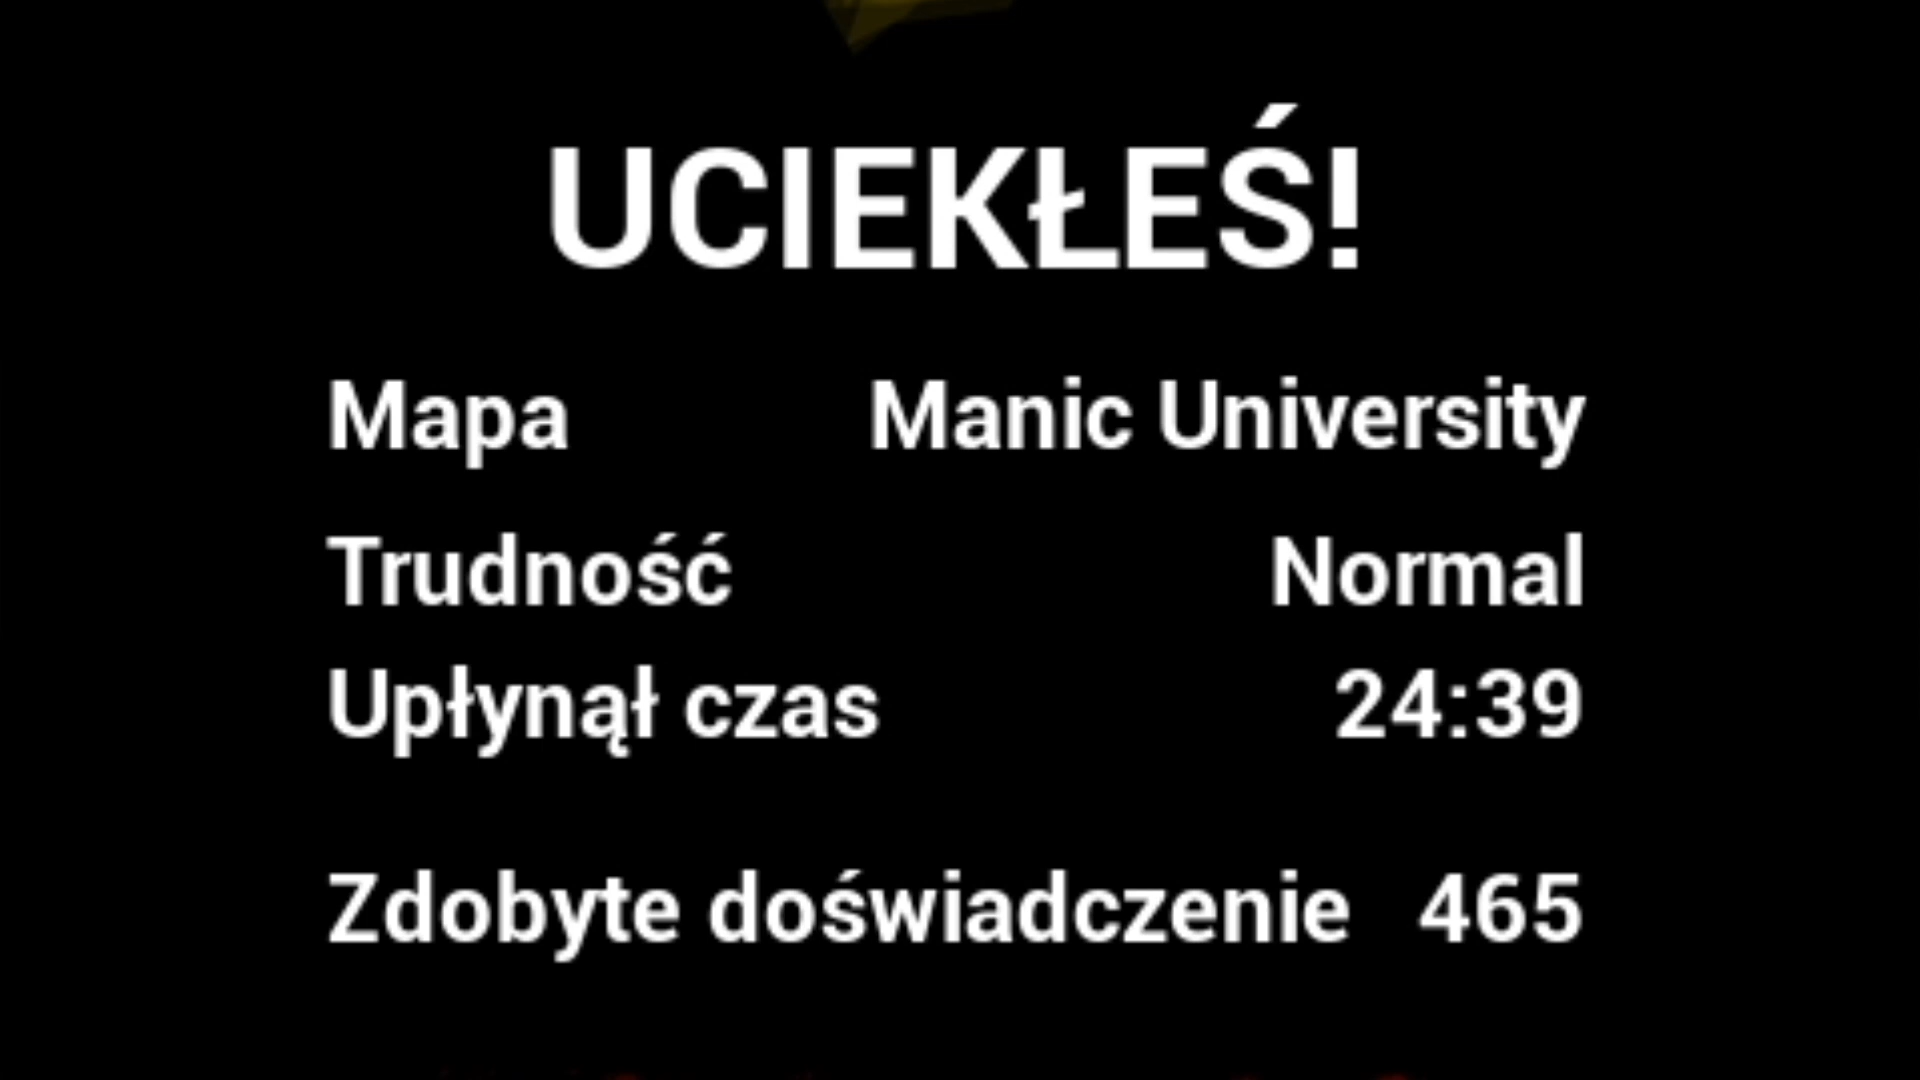 UCIEKŁEŚ!
Mapa Manic University
Trudność Normal
Upłynął czas 24:39
Zdobyte doświadczenie 465